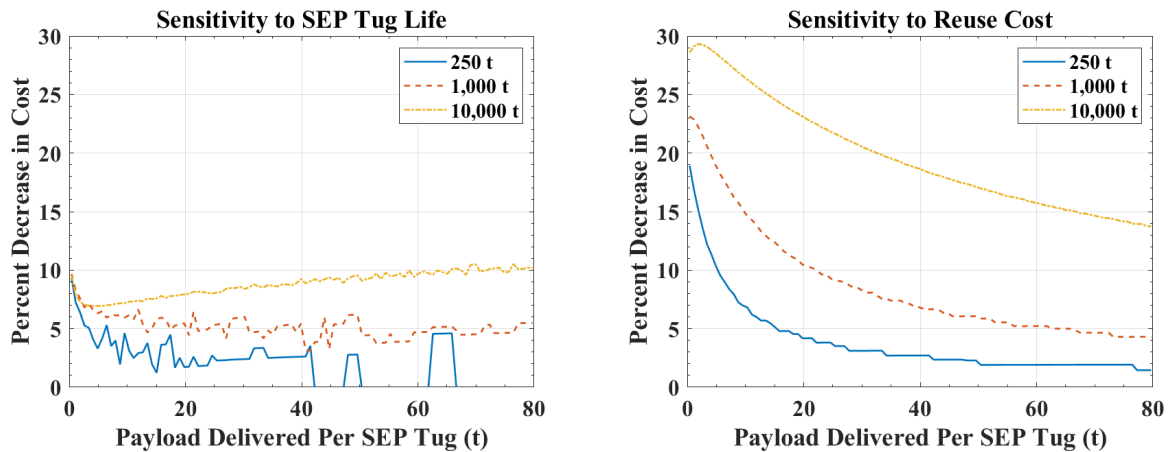 Sensitivity to SEP Tug Life
30
25
20
15
10
5
0
Percent Decrease in Cost
250 t
1,000 t
10,000 t
0 20 40 60 80
Payload Delivered Per SEP Tug (t)
Sensitivity to Reuse Cost
30
25
20
15
10
5
0
Percent Decrease in Cost
250 t
1,000 t
10,000 t
0 20 40 60 80
Payload Delivered Per SEP Tug (t)